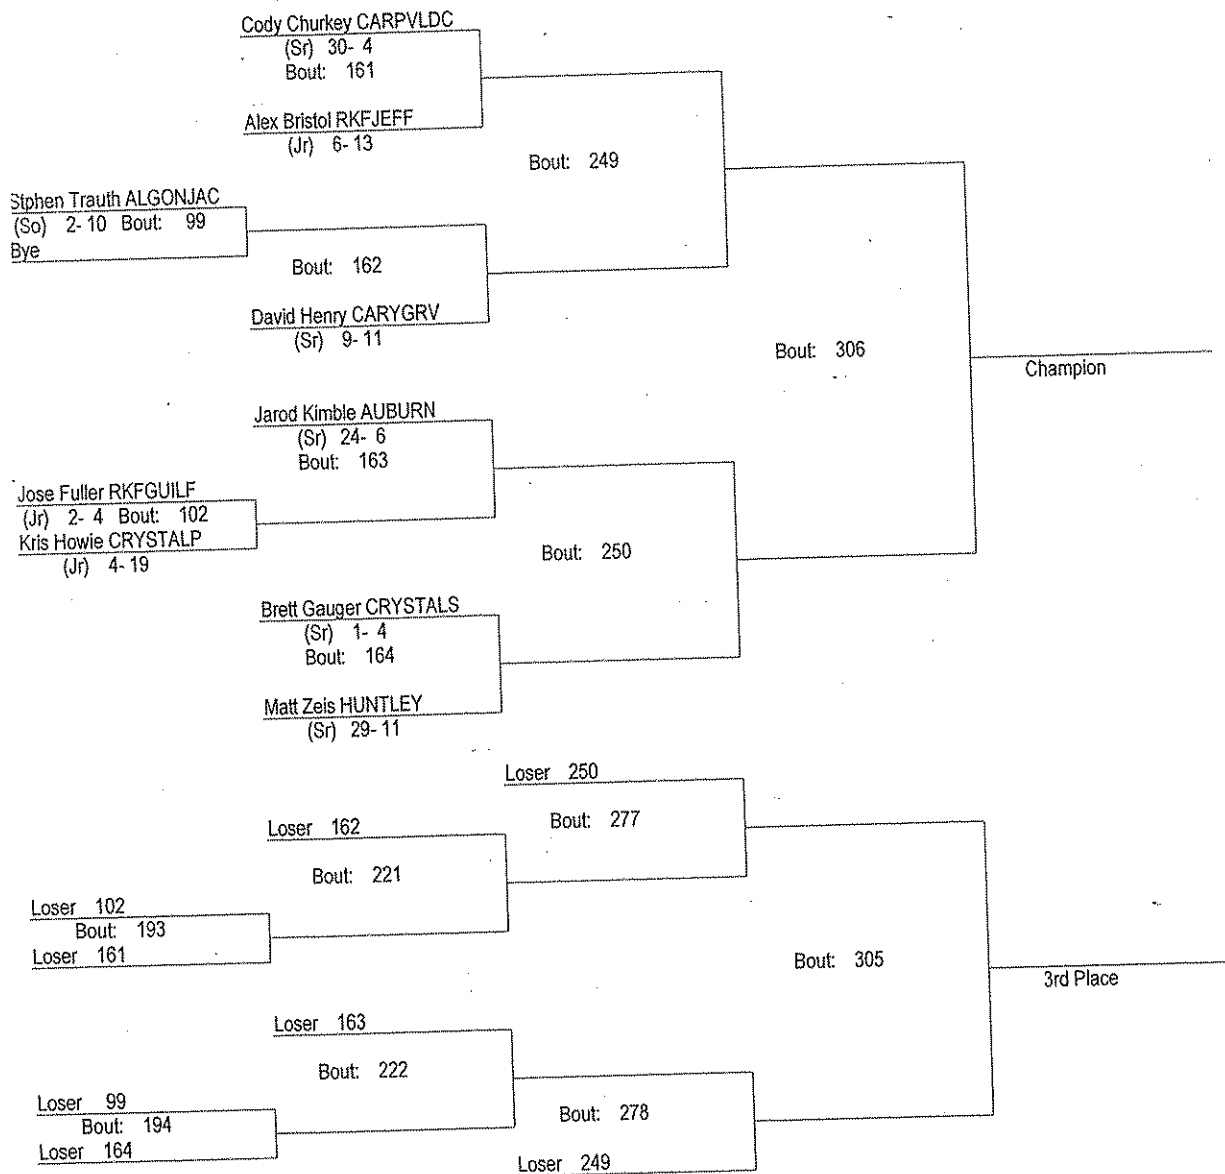 Cody Churkey CARPVLDC
(Sr) 30- 4
Bout: 161
Alex Bristol RKFJEFF
(Jr) 6- 13
Bout: 249
Stphen Trauth ALGONJAC
(So) 2- 10 Bout: 99
Bye
Bout: 162
David Henry CARYGRV
(Sr) 9- 11
Bout: 306
Champion
Jarod Kimble AUBURN
(Sr) 24- 6
Bout: 163
Jose Fuller RKFGUILF
(Jr) 2- 4 Bout: 102
Kris Howie CRYSTALP
(Jr) 4- 19
Bout: 250
Brett Gauger CRYSTALS
(Sr) 1- 4
Bout: 164
Matt Zeis HUNTLEY
(Sr) 29- 11
Loser 250
Bout: 277
Loser 162
Bout: 221
Loser 102
Bout: 193
Loser 161
Bout: 305
3rd Place
Loser 163
Bout: 222
Loser 99
Bout: 194
Loser 164
Bout: 278
Loser 249